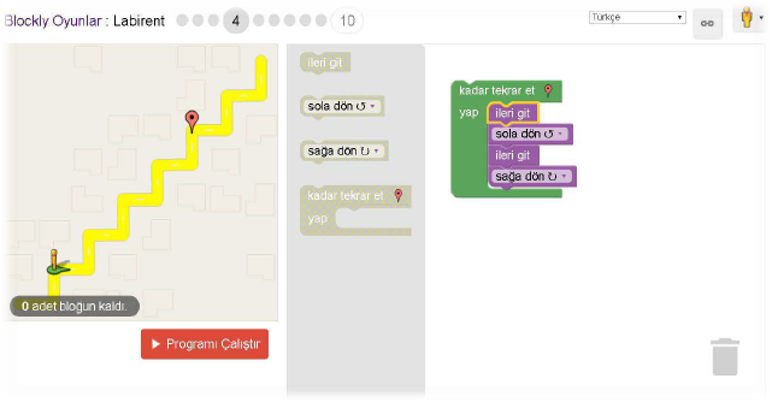 Blockly Oyunlar : Labirent 4 10
Türkçe
ileri git
sola dön ↺
sağa dön ↻
kadar tekrar et
yap
kadar tekrar et
yap ileri git
sola dön ↺
ileri git
sağa dön ↻
0 adet bloğun kaldı.
Programı Çalıştır